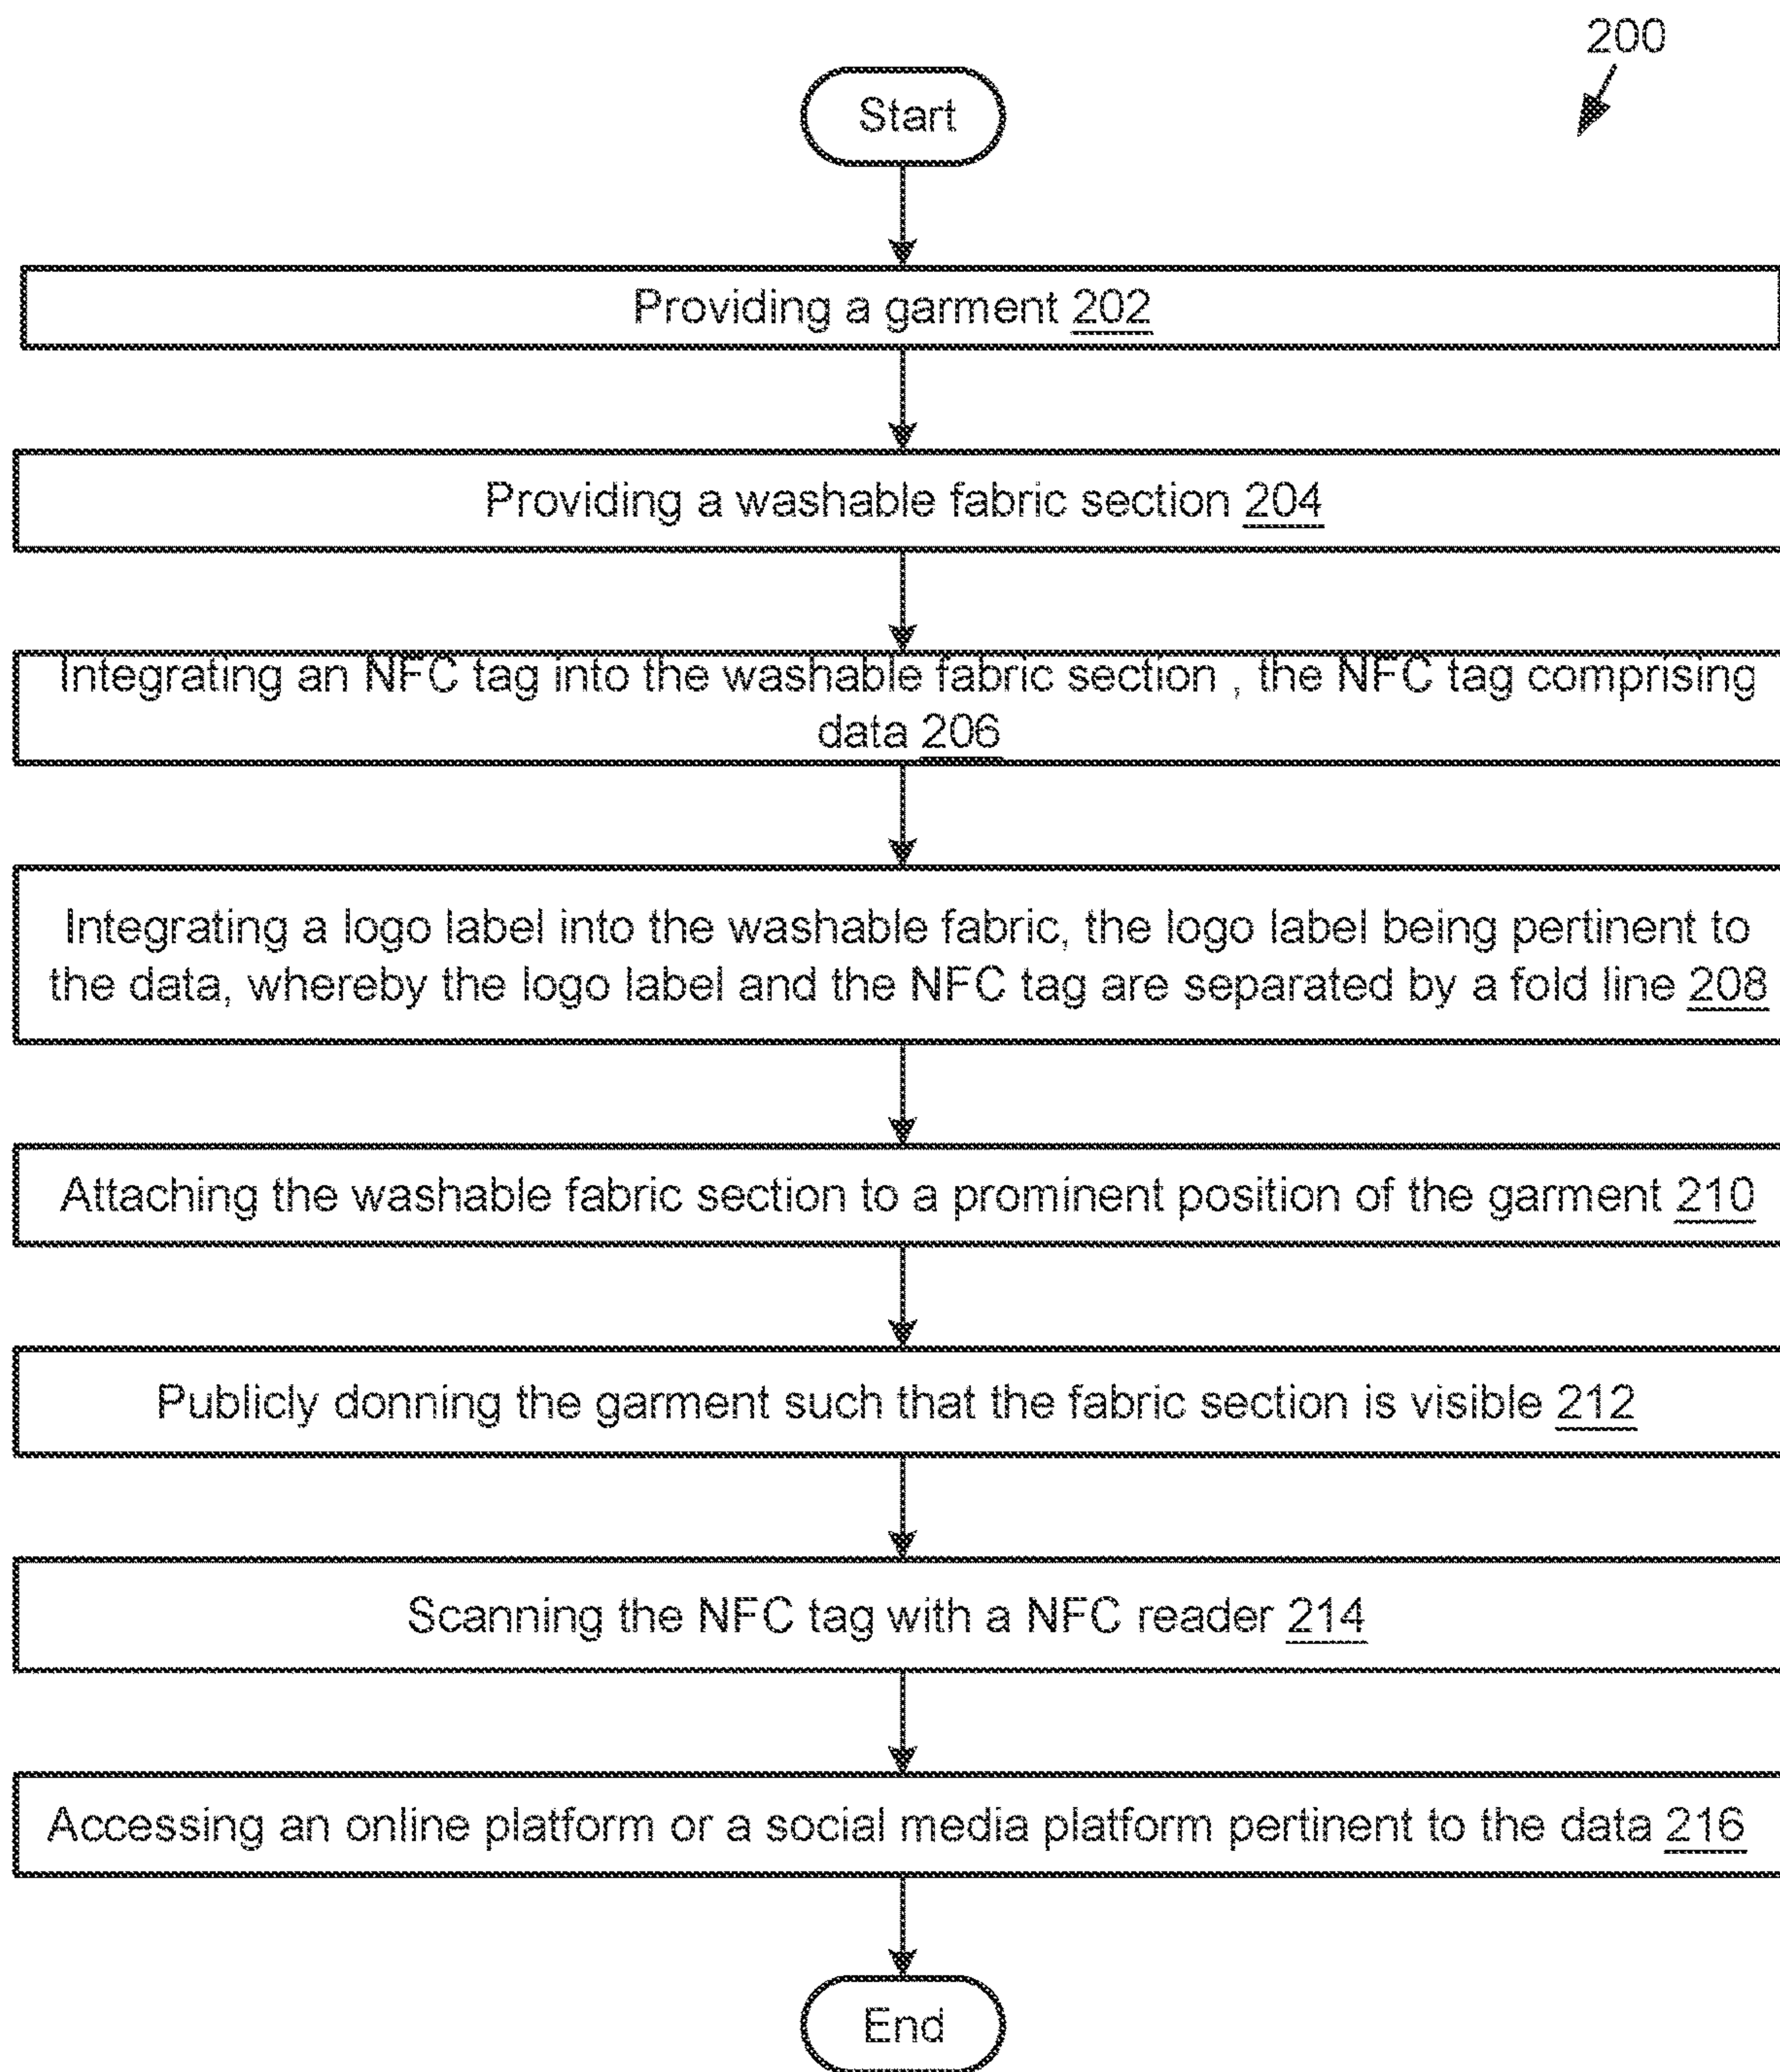 200
Start
Providing a garment 202
Providing a washable fabric section 204
Integrating an NFC tag into the washable fabric section , the NFC tag comprising
data 206
Integrating a logo label into the washable fabric, the logo label being pertinent to
the data, whereby the logo label and the NFC tag are separated by a fold line 208
Attaching the washable fabric section to a prominent position of the garment 210
Publicly donning the garment such that the fabric section is visible 212
Scanning the NFC tag with a NFC reader 214
Accessing an online platform or a social media platform pertinent to the data 216
End